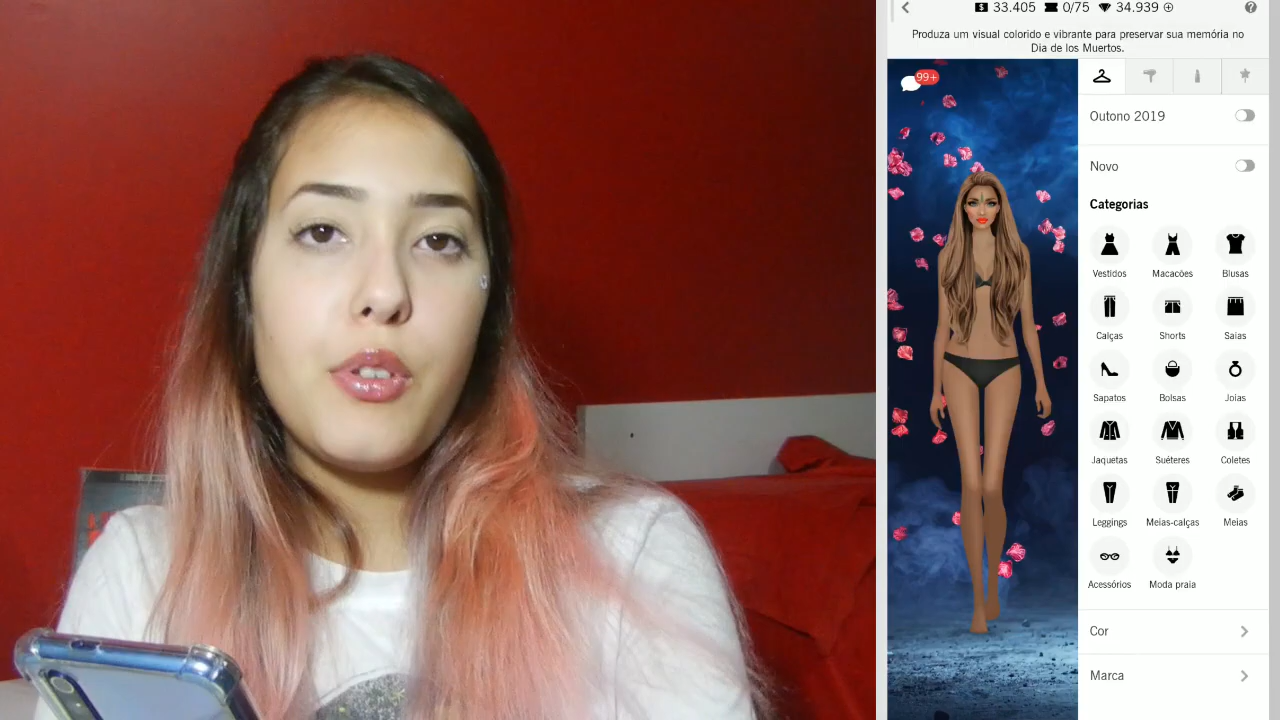 33.405 0/75 34.939
Produza um visual colorido e vibrante para preservar sua memória no
Dia de los Muertos.
99+
Outono 2019
Novo
Categorias
Vestidos Macacões Blusas
Calças Shorts Saias
Sapatos Bolsas Joias
Jaquetas Suéteres Coletes
Leggings Meias-calças Meias
Acessórios Moda praia
Cor
Marca